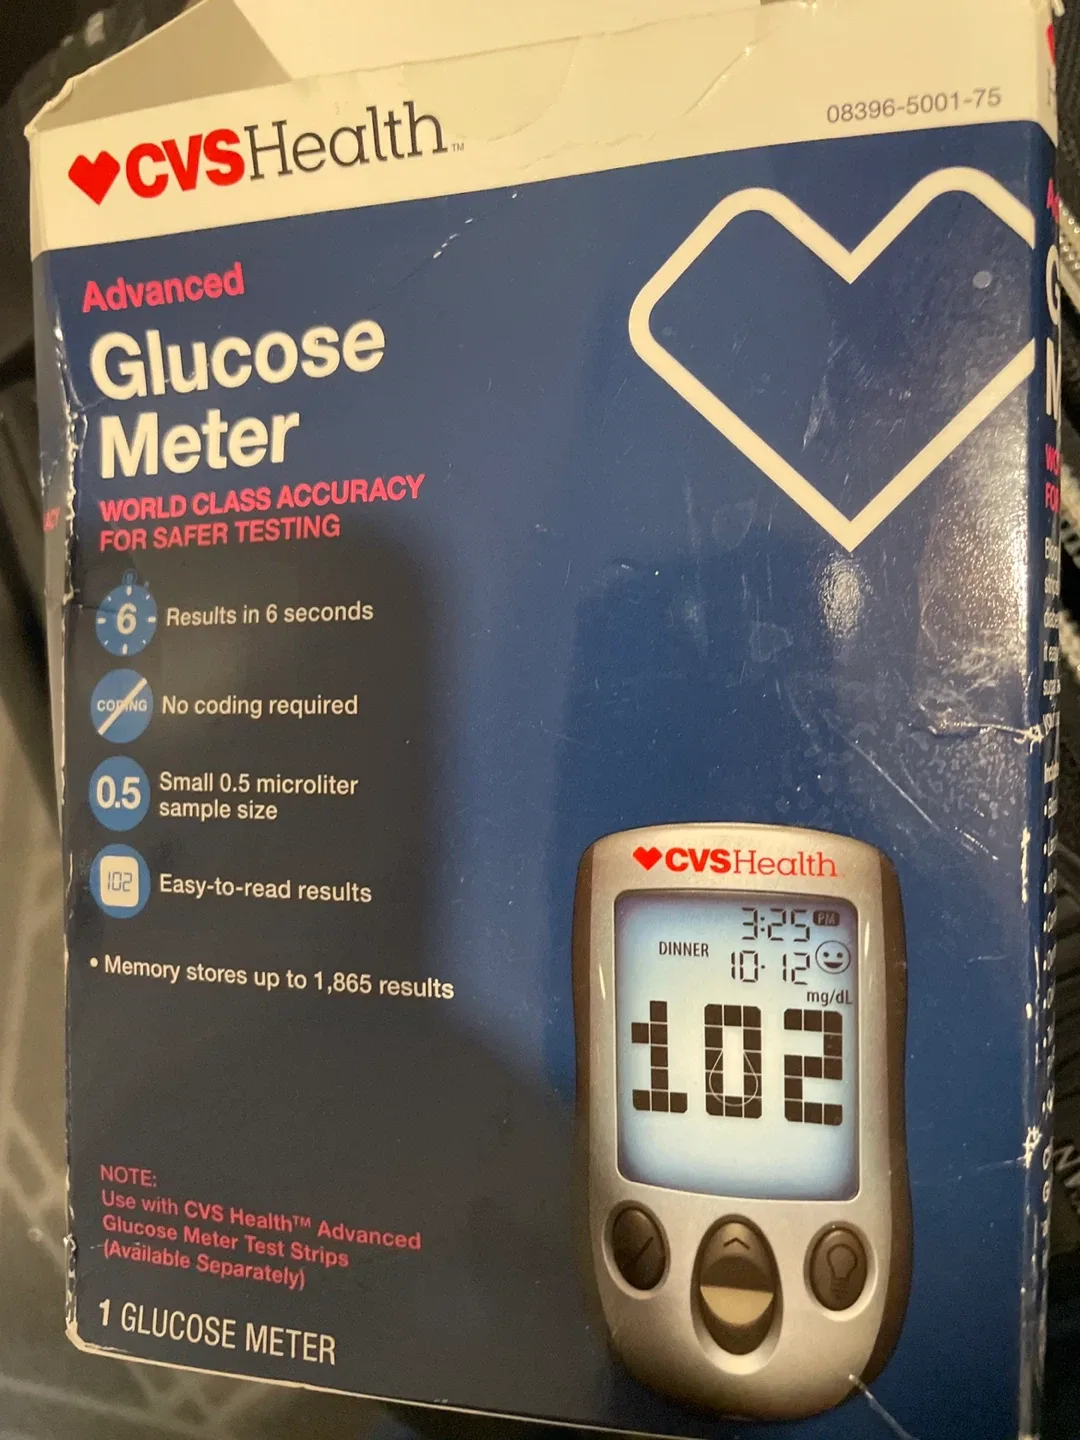 CVSHealth™
08396-5001-75
Advanced
Glucose
Meter
WORLD CLASS ACCURACY
FOR SAFER TESTING
6
Results in 6 seconds
CODING
No coding required
0.5
Small 0.5 microliter
sample size
102
Easy-to-read results
• Memory stores up to 1,865 results
CVSHealth
3:25 PM
DINNER
10·12
mg/dL
102
NOTE:
Use with CVS Health™ Advanced
Glucose Meter Test Strips
(Available Separately)
1 GLUCOSE METER